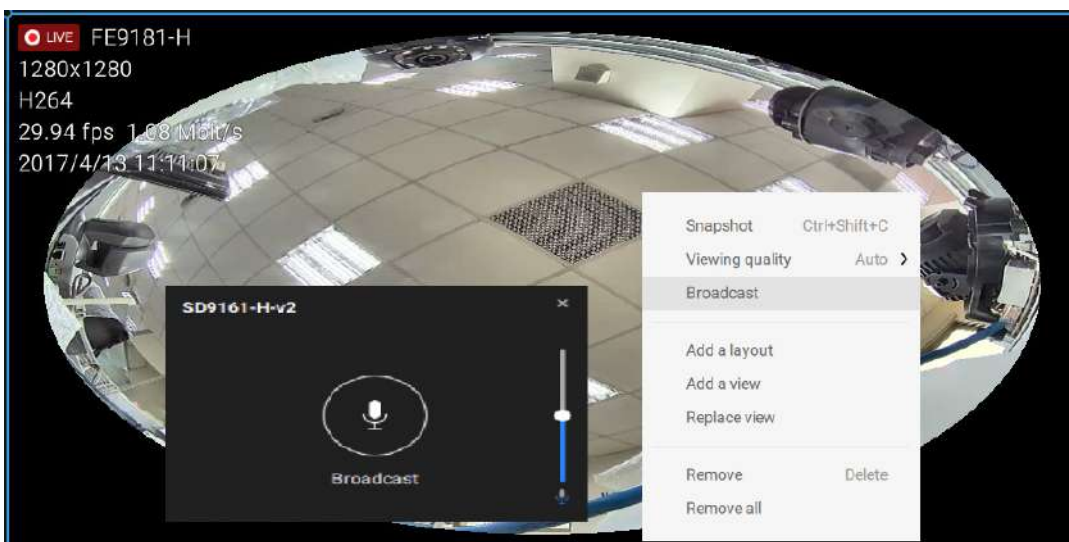 LIVE FE9181-H
1280x1280
H264
29.94 fps 1.08 Mbit/s
2017/4/13 11:11:07
SD9161-H-v2 ×
Broadcast
Snapshot Ctrl+Shift+C
Viewing quality Auto >
Broadcast
Add a layout
Add a view
Replace view
Remove Delete
Remove all